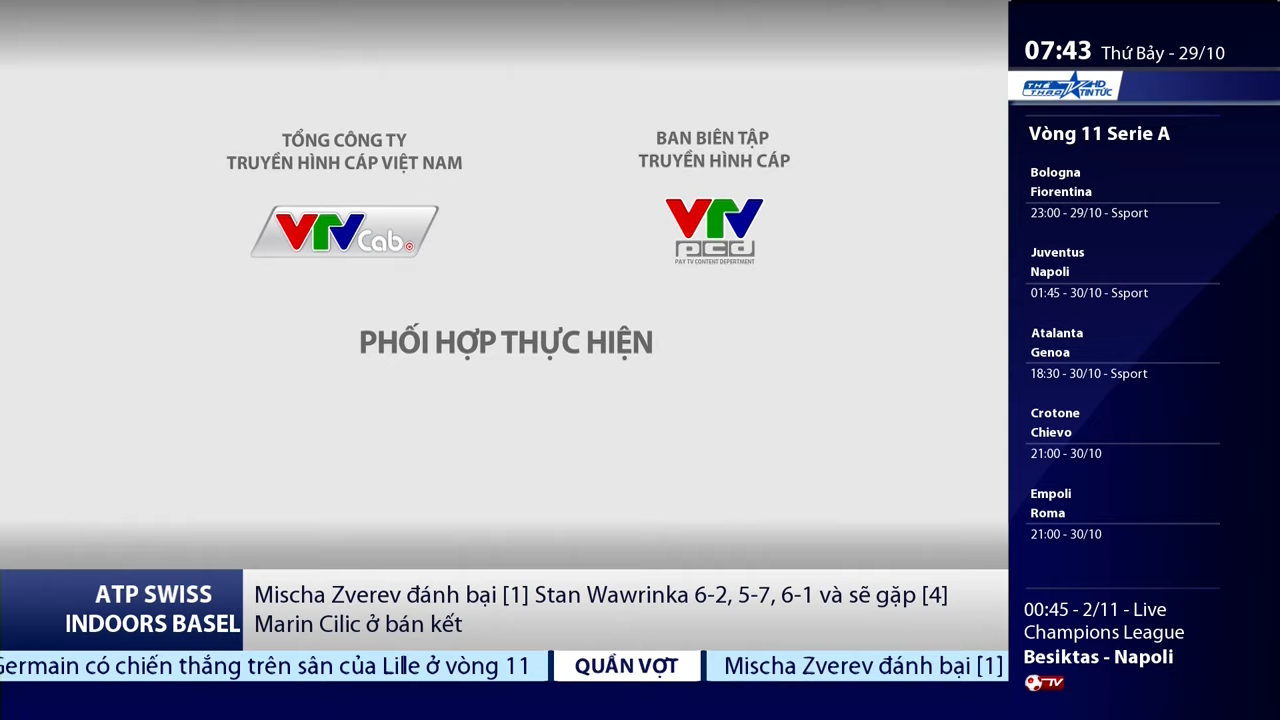 07:43 Thứ Bảy - 29/10
THỂ THAO TV HD
TIN TỨC
TỔNG CÔNG TY
TRUYỀN HÌNH CÁP VIỆT NAM
VTVCab
BAN BIÊN TẬP
TRUYỀN HÌNH CÁP
VTV
pcd
PAY TV CONTENT DEPERTMENT
PHỐI HỢP THỰC HIỆN
Vòng 11 Serie A
Bologna
Fiorentina
23:00 - 29/10 - Ssport
Juventus
Napoli
01:45 - 30/10 - Ssport
Atalanta
Genoa
18:30 - 30/10 - Ssport
Crotone
Chievo
21:00 - 30/10
Empoli
Roma
21:00 - 30/10
00:45 - 2/11 - Live
Champions League
Besiktas - Napoli
TV
ATP SWISS
INDOORS BASEL
Mischa Zverev đánh bại [1] Stan Wawrinka 6-2, 5-7, 6-1 và sẽ gặp [4]
Marin Cilic ở bán kết
Germain có chiến thắng trên sân của Lille ở vòng 11 QUẦN VỢT Mischa Zverev đánh bại [1]